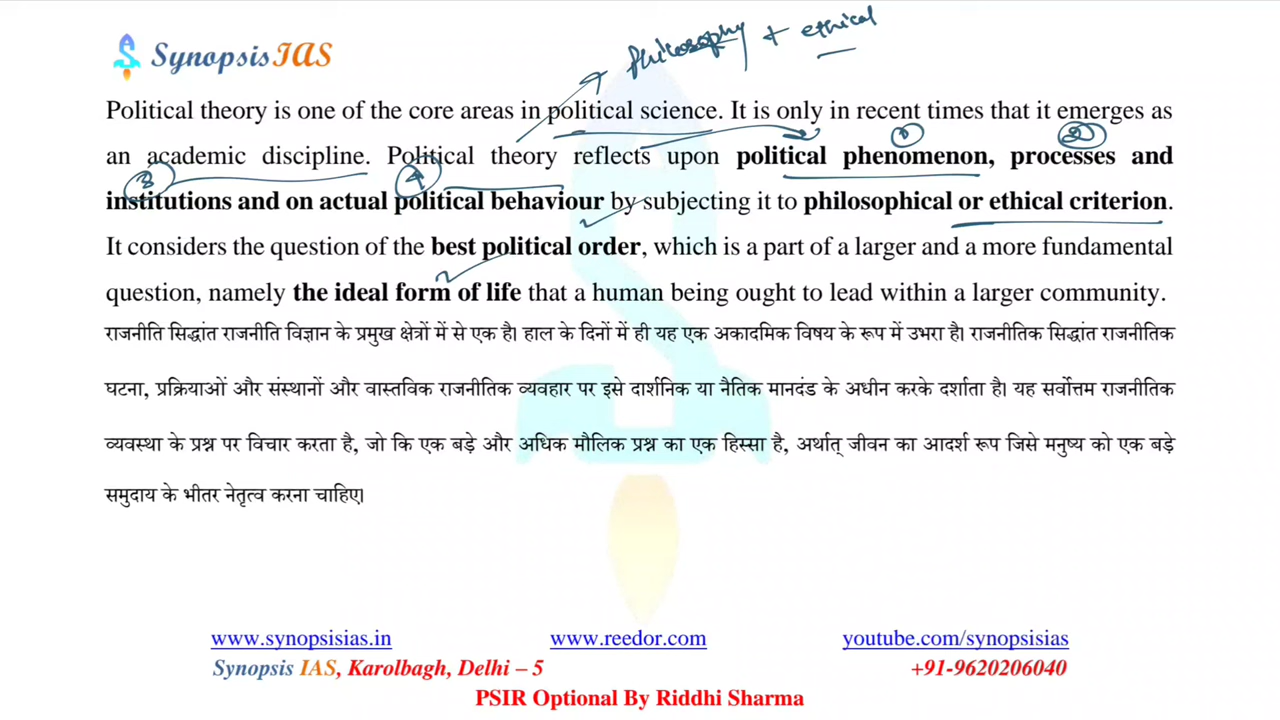 Philosophy + ethical
Synopsis IAS
Political theory is one of the core areas in political science. It is only in recent times that it emerges as
1 2
an academic discipline. Political theory reflects upon political phenomenon, processes and
3 4
institutions and on actual political behaviour by subjecting it to philosophical or ethical criterion.
It considers the question of the best political order, which is a part of a larger and a more fundamental
question, namely the ideal form of life that a human being ought to lead within a larger community.
राजनीति सिद्धांत राजनीति विज्ञान के प्रमुख क्षेत्रों में से एक है। हाल के दिनों में ही यह एक अकादमिक विषय के रूप में उभरा है। राजनीतिक सिद्धांत राजनीतिक
घटना, प्रक्रियाओं और संस्थानों और वास्तविक राजनीतिक व्यवहार पर इसे दार्शनिक या नैतिक मानदंड के अधीन करके दर्शाता है। यह सर्वोत्तम राजनीतिक
व्यवस्था के प्रश्न पर विचार करता है, जो कि एक बड़े और अधिक मौलिक प्रश्न का एक हिस्सा है, अर्थात् जीवन का आदर्श रूप जिसे मनुष्य को एक बड़े
समुदाय के भीतर नेतृत्व करना चाहिए।
www.synopsisias.in www.reedor.com youtube.com/synopsisias
Synopsis IAS, Karolbagh, Delhi – 5 +91-9620206040
PSIR Optional By Riddhi Sharma